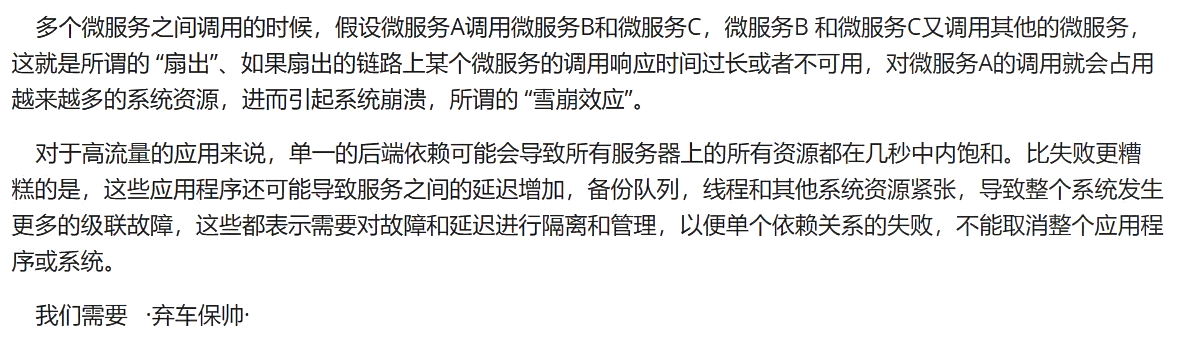 多个微服务之间调用的时候，假设微服务A调用微服务B和微服务C，微服务B 和微服务C又调用其他的微服务，
这就是所谓的 “扇出”、如果扇出的链路上某个微服务的调用响应时间过长或者不可用，对微服务A的调用就会占用
越来越多的系统资源，进而引起系统崩溃，所谓的 “雪崩效应”。
对于高流量的应用来说，单一的后端依赖可能会导致所有服务器上的所有资源都在几秒中内饱和。比失败更糟
糕的是，这些应用程序还可能导致服务之间的延迟增加，备份队列，线程和其他系统资源紧张，导致整个系统发生
更多的级联故障，这些都表示需要对故障和延迟进行隔离和管理，以便单个依赖关系的失败，不能取消整个应用程
序或系统。
我们需要 ·弃车保帅·